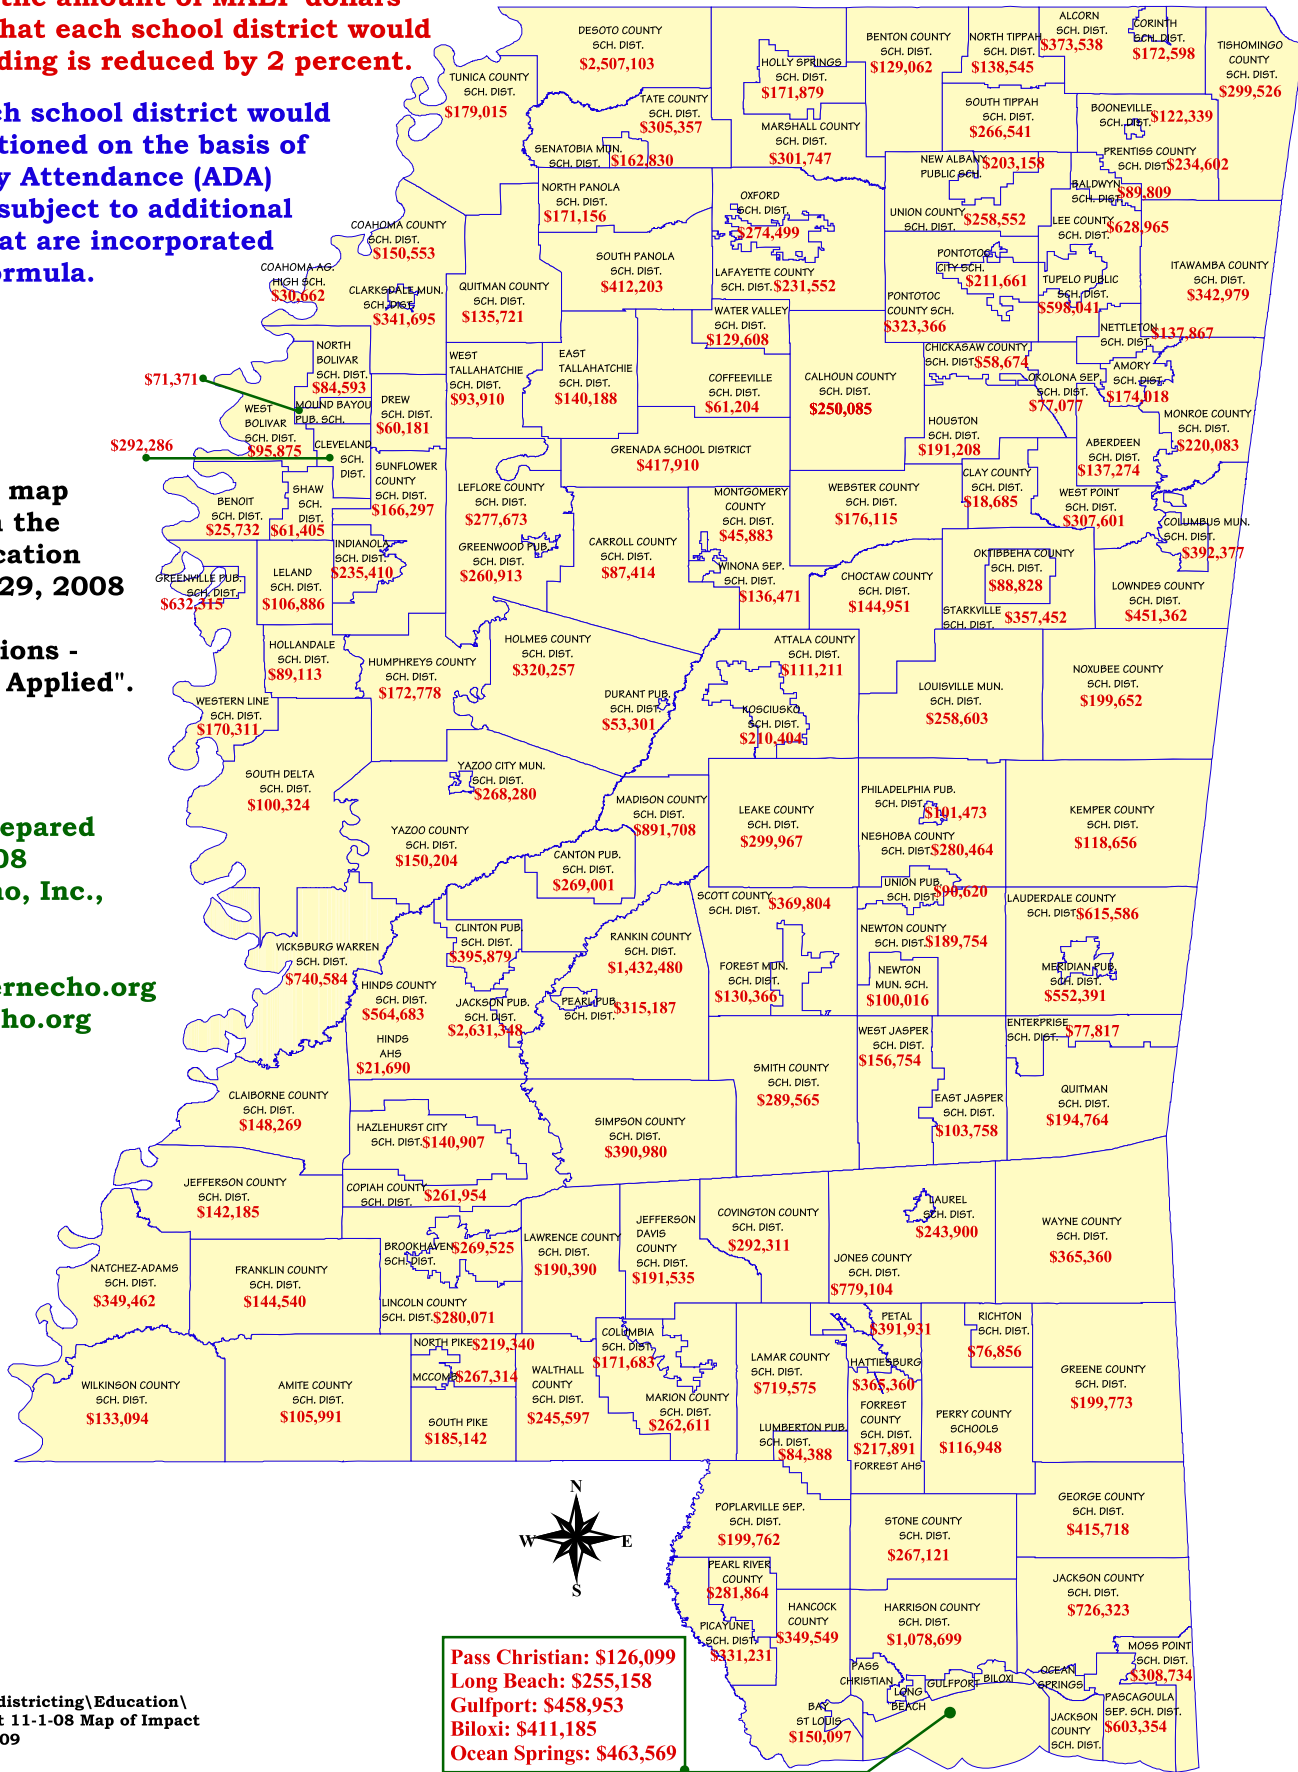 the amount of MAEP dollars
hat each school district would
ding is reduced by 2 percent.
ch school district would
tioned on the basis of
y Attendance (ADA)
subject to additional
at are incorporated
ormula.
map
n the
cation
29, 2008
ions -
Applied".
epared
08
ho, Inc.,
ernecho.org
ho.org
districting\Education\
t 11-1-08 Map of Impact
09
DESOTO COUNTY
SCH. DIST.
$2,507,103
TUNICA COUNTY
SCH. DIST.
$179,015
TATE COUNTY
SCH. DIST.
$305,357
SENATOBIA MUN.
SCH. DIST.
$162,830
HOLLY SPRINGS
SCH. DIST.
$171,879
MARSHALL COUNTY
SCH. DIST.
$301,747
BENTON COUNTY
SCH. DIST.
$129,062
NORTH TIPPAH
SCH. DIST.
$138,545
ALCORN
SCH. DIST.
$373,538
CORINTH
SCH. DIST.
$172,598
TISHOMINGO
COUNTY
SCH. DIST.
$299,526
SOUTH TIPPAH
SCH. DIST.
$266,541
BOONEVILLE
SCH. DIST.
$122,339
PRENTISS COUNTY
SCH. DIST.
$234,602
NEW ALBANY
PUBLIC SCH.
$203,158
BALDWYN
SCH. DIST.
$89,809
NORTH PANOLA
SCH. DIST.
$171,156
OXFORD
SCH. DIST.
$274,499
UNION COUNTY
SCH. DIST.
$258,552
LEE COUNTY
SCH. DIST.
$628,965
COAHOMA COUNTY
SCH. DIST.
$150,553
COAHOMA AG.
HIGH SCH.
$30,662
CLARKSDALE MUN.
SCH. DIST.
$341,695
QUITMAN COUNTY
SCH. DIST.
$135,721
SOUTH PANOLA
SCH. DIST.
$412,203
LAFAYETTE COUNTY
SCH. DIST.
$231,552
PONTOTOC
CITY SCH.
$211,661
TUPELO PUBLIC
SCH. DIST.
$598,041
ITAWAMBA COUNTY
SCH. DIST.
$342,979
PONTOTOC
COUNTY SCH.
$323,366
WATER VALLEY
SCH. DIST.
$129,608
NETTLETON
SCH. DIST.
$137,867
NORTH
BOLIVAR
SCH. DIST.
$84,593
$71,371
MOUND BAYOU
PUB. SCH.
WEST
TALLAHATCHIE
SCH. DIST.
$93,910
EAST
TALLAHATCHIE
SCH. DIST.
$140,188
COFFEEVILLE
SCH. DIST.
$61,204
CALHOUN COUNTY
SCH. DIST.
$250,085
CHICKASAW COUNTY
SCH. DIST.
$58,674
OKOLONA SEP.
SCH. DIST.
$77,077
AMORY
SCH. DIST.
$174,018
MONROE COUNTY
SCH. DIST.
$220,083
DREW
SCH. DIST.
$60,181
WEST
BOLIVAR
SCH. DIST.
$95,875
$292,286
CLEVELAND
SCH.
DIST.
HOUSTON
SCH. DIST.
$191,208
ABERDEEN
SCH. DIST.
$137,274
GRENADA SCHOOL DISTRICT
$417,910
SUNFLOWER
COUNTY
SCH. DIST.
$166,297
BENOIT
SCH. DIST.
$25,732
SHAW
SCH.
DIST.
$61,405
LEFLORE COUNTY
SCH. DIST.
$277,673
MONTGOMERY
COUNTY
SCH. DIST.
$45,883
WEBSTER COUNTY
SCH. DIST.
$176,115
CLAY COUNTY
SCH. DIST.
$18,685
WEST POINT
SCH. DIST.
$307,601
COLUMBUS MUN.
SCH. DIST.
$392,377
INDIANOLA
SCH. DIST.
$235,410
GREENWOOD PUB.
SCH. DIST.
$260,913
CARROLL COUNTY
SCH. DIST.
$87,414
WINONA SEP.
SCH. DIST.
$136,471
CHOCTAW COUNTY
SCH. DIST.
$144,951
OKTIBBEHA COUNTY
SCH. DIST.
$88,828
STARKVILLE
SCH. DIST.
$357,452
LOWNDES COUNTY
SCH. DIST.
$451,362
GREENVILLE PUB.
SCH. DIST.
$632,315
LELAND
SCH. DIST.
$106,886
HOLLANDALE
SCH. DIST.
$89,113
HUMPHREYS COUNTY
SCH. DIST.
$172,778
HOLMES COUNTY
SCH. DIST.
$320,257
ATTALA COUNTY
SCH. DIST.
$111,211
LOUISVILLE MUN.
SCH. DIST.
$258,603
NOXUBEE COUNTY
SCH. DIST.
$199,652
WESTERN LINE
SCH. DIST.
$170,311
DURANT PUB.
SCH. DIST.
$53,301
KOSCIUSKO
SCH. DIST.
$210,404
SOUTH DELTA
SCH. DIST.
$100,324
YAZOO CITY MUN.
SCH. DIST.
$268,280
YAZOO COUNTY
SCH. DIST.
$150,204
MADISON COUNTY
SCH. DIST.
$891,708
CANTON PUB.
SCH. DIST.
$269,001
LEAKE COUNTY
SCH. DIST.
$299,967
PHILADELPHIA PUB.
SCH. DIST.
$101,473
NESHOBA COUNTY
SCH. DIST.
$280,464
KEMPER COUNTY
SCH. DIST.
$118,656
UNION PUB.
SCH. DIST.
$90,620
SCOTT COUNTY
SCH. DIST.
$369,804
LAUDERDALE COUNTY
SCH. DIST.
$615,586
VICKSBURG WARREN
SCH. DIST.
$740,584
CLINTON PUB.
SCH. DIST.
$395,879
RANKIN COUNTY
SCH. DIST.
$1,432,480
FOREST MUN.
SCH. DIST.
$130,366
NEWTON COUNTY
SCH. DIST.
$189,754
NEWTON
MUN. SCH.
$100,016
MERIDIAN PUB.
SCH. DIST.
$552,391
HINDS COUNTY
SCH. DIST.
$564,683
JACKSON PUB.
SCH. DIST.
$2,631,348
PEARL PUB.
SCH. DIST.
$315,187
HINDS
AHS
$21,690
WEST JASPER
SCH. DIST.
$156,754
ENTERPRISE
SCH. DIST.
$77,817
SMITH COUNTY
SCH. DIST.
$289,565
EAST JASPER
SCH. DIST.
$103,758
QUITMAN
SCH. DIST.
$194,764
CLAIBORNE COUNTY
SCH. DIST.
$148,269
HAZLEHURST CITY
SCH. DIST.
$140,907
SIMPSON COUNTY
SCH. DIST.
$390,980
JEFFERSON COUNTY
SCH. DIST.
$142,185
COPIAH COUNTY
SCH. DIST.
$261,954
BROOKHAVEN
SCH. DIST.
$269,525
LAWRENCE COUNTY
SCH. DIST.
$190,390
JEFFERSON
DAVIS
COUNTY
SCH. DIST.
$191,535
COVINGTON COUNTY
SCH. DIST.
$292,311
LAUREL
SCH. DIST.
$243,900
JONES COUNTY
SCH. DIST.
$779,104
WAYNE COUNTY
SCH. DIST.
$365,360
NATCHEZ-ADAMS
SCH. DIST.
$349,462
FRANKLIN COUNTY
SCH. DIST.
$144,540
LINCOLN COUNTY
SCH. DIST.
$280,071
NORTH PIKE
$219,340
MCCOMB
$267,314
SOUTH PIKE
SCH. DIST.
$185,142
WALTHALL
COUNTY
SCH. DIST.
$245,597
COLUMBIA
SCH. DIST.
$171,683
MARION COUNTY
SCH. DIST.
$262,611
LAMAR COUNTY
SCH. DIST.
$719,575
PETAL
$391,931
HATTIESBURG
$365,360
RICHTON
SCH. DIST.
$76,856
WILKINSON COUNTY
SCH. DIST.
$133,094
AMITE COUNTY
SCH. DIST.
$105,991
LUMBERTON PUB.
SCH. DIST.
$84,388
FORREST
COUNTY
SCH. DIST.
$217,891
FORREST AHS
PERRY COUNTY
SCHOOLS
$116,948
GREENE COUNTY
SCH. DIST.
$199,773
N
W
E
S
POPLARVILLE SEP.
SCH. DIST.
$199,762
STONE COUNTY
SCH. DIST.
$267,121
GEORGE COUNTY
SCH. DIST.
$415,718
PEARL RIVER
COUNTY
$281,864
HANCOCK
COUNTY
$349,549
HARRISON COUNTY
SCH. DIST.
$1,078,699
JACKSON COUNTY
SCH. DIST.
$726,323
PICAYUNE
SCH. DIST.
$331,231
MOSS POINT
SCH. DIST.
$308,734
PASS
CHRISTIAN
LONG
BEACH
GULFPORT
BILOXI
OCEAN
SPRINGS
BAY
ST LOUIS
$150,097
JACKSON
COUNTY
SCH. DIST.
PASCAGOULA
SEP. SCH. DIST.
$603,354
Pass Christian: $126,099
Long Beach: $255,158
Gulfport: $458,953
Biloxi: $411,185
Ocean Springs: $463,569